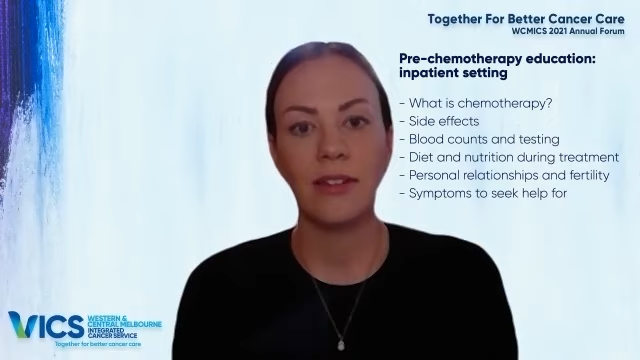 Together For Better Cancer Care
WCMICS 2021 Annual Forum
Pre-chemotherapy education:
inpatient setting
- What is chemotherapy?
- Side effects
- Blood counts and testing
- Diet and nutrition during treatment
- Personal relationships and fertility
- Symptoms to seek help for
VICS
WESTERN &
CENTRAL MELBOURNE
INTEGRATED
CANCER SERVICE
Together for better cancer care